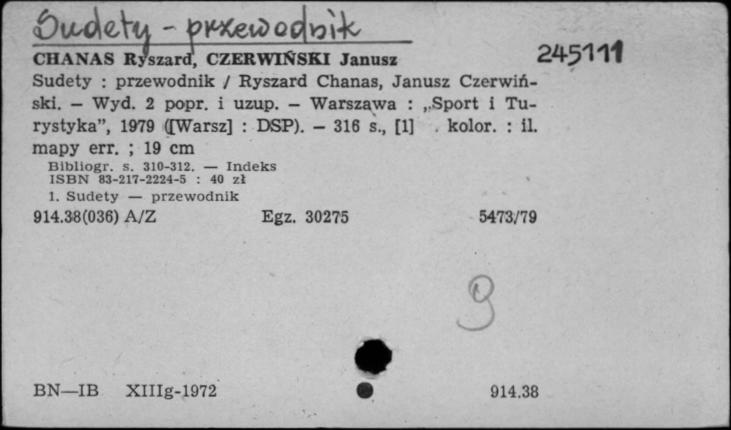 Sudety - przewodnik
CHANAS Ryszard, CZERWIŃSKI Janusz 245111
Sudety : przewodnik / Ryszard Chanas, Janusz Czerwiń-
ski. — Wyd. 2 popr. i uzup. — Warszawa : „Sport i Tu-
rystyka”, 1979 ([Warsz] : DSP). — 316 s., [1] . kolor. : il.
mapy err. ; 19 cm
Bibliogr. s. 310-312. — Indeks
ISBN 83-217-2224-5 : 40 zł
1. Sudety — przewodnik
914.38(036) A/Z Egz. 30275 5473/79
9
BN—IB XIIIg-1972 914.38